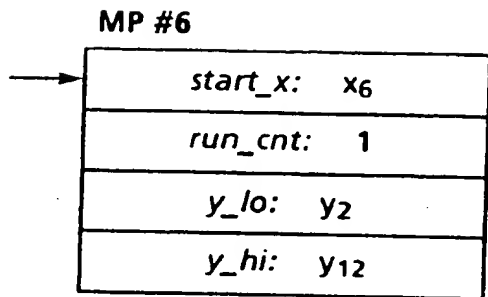 MP #6
start_x: x6
run_cnt: 1
y_lo: y2
y_hi: y12